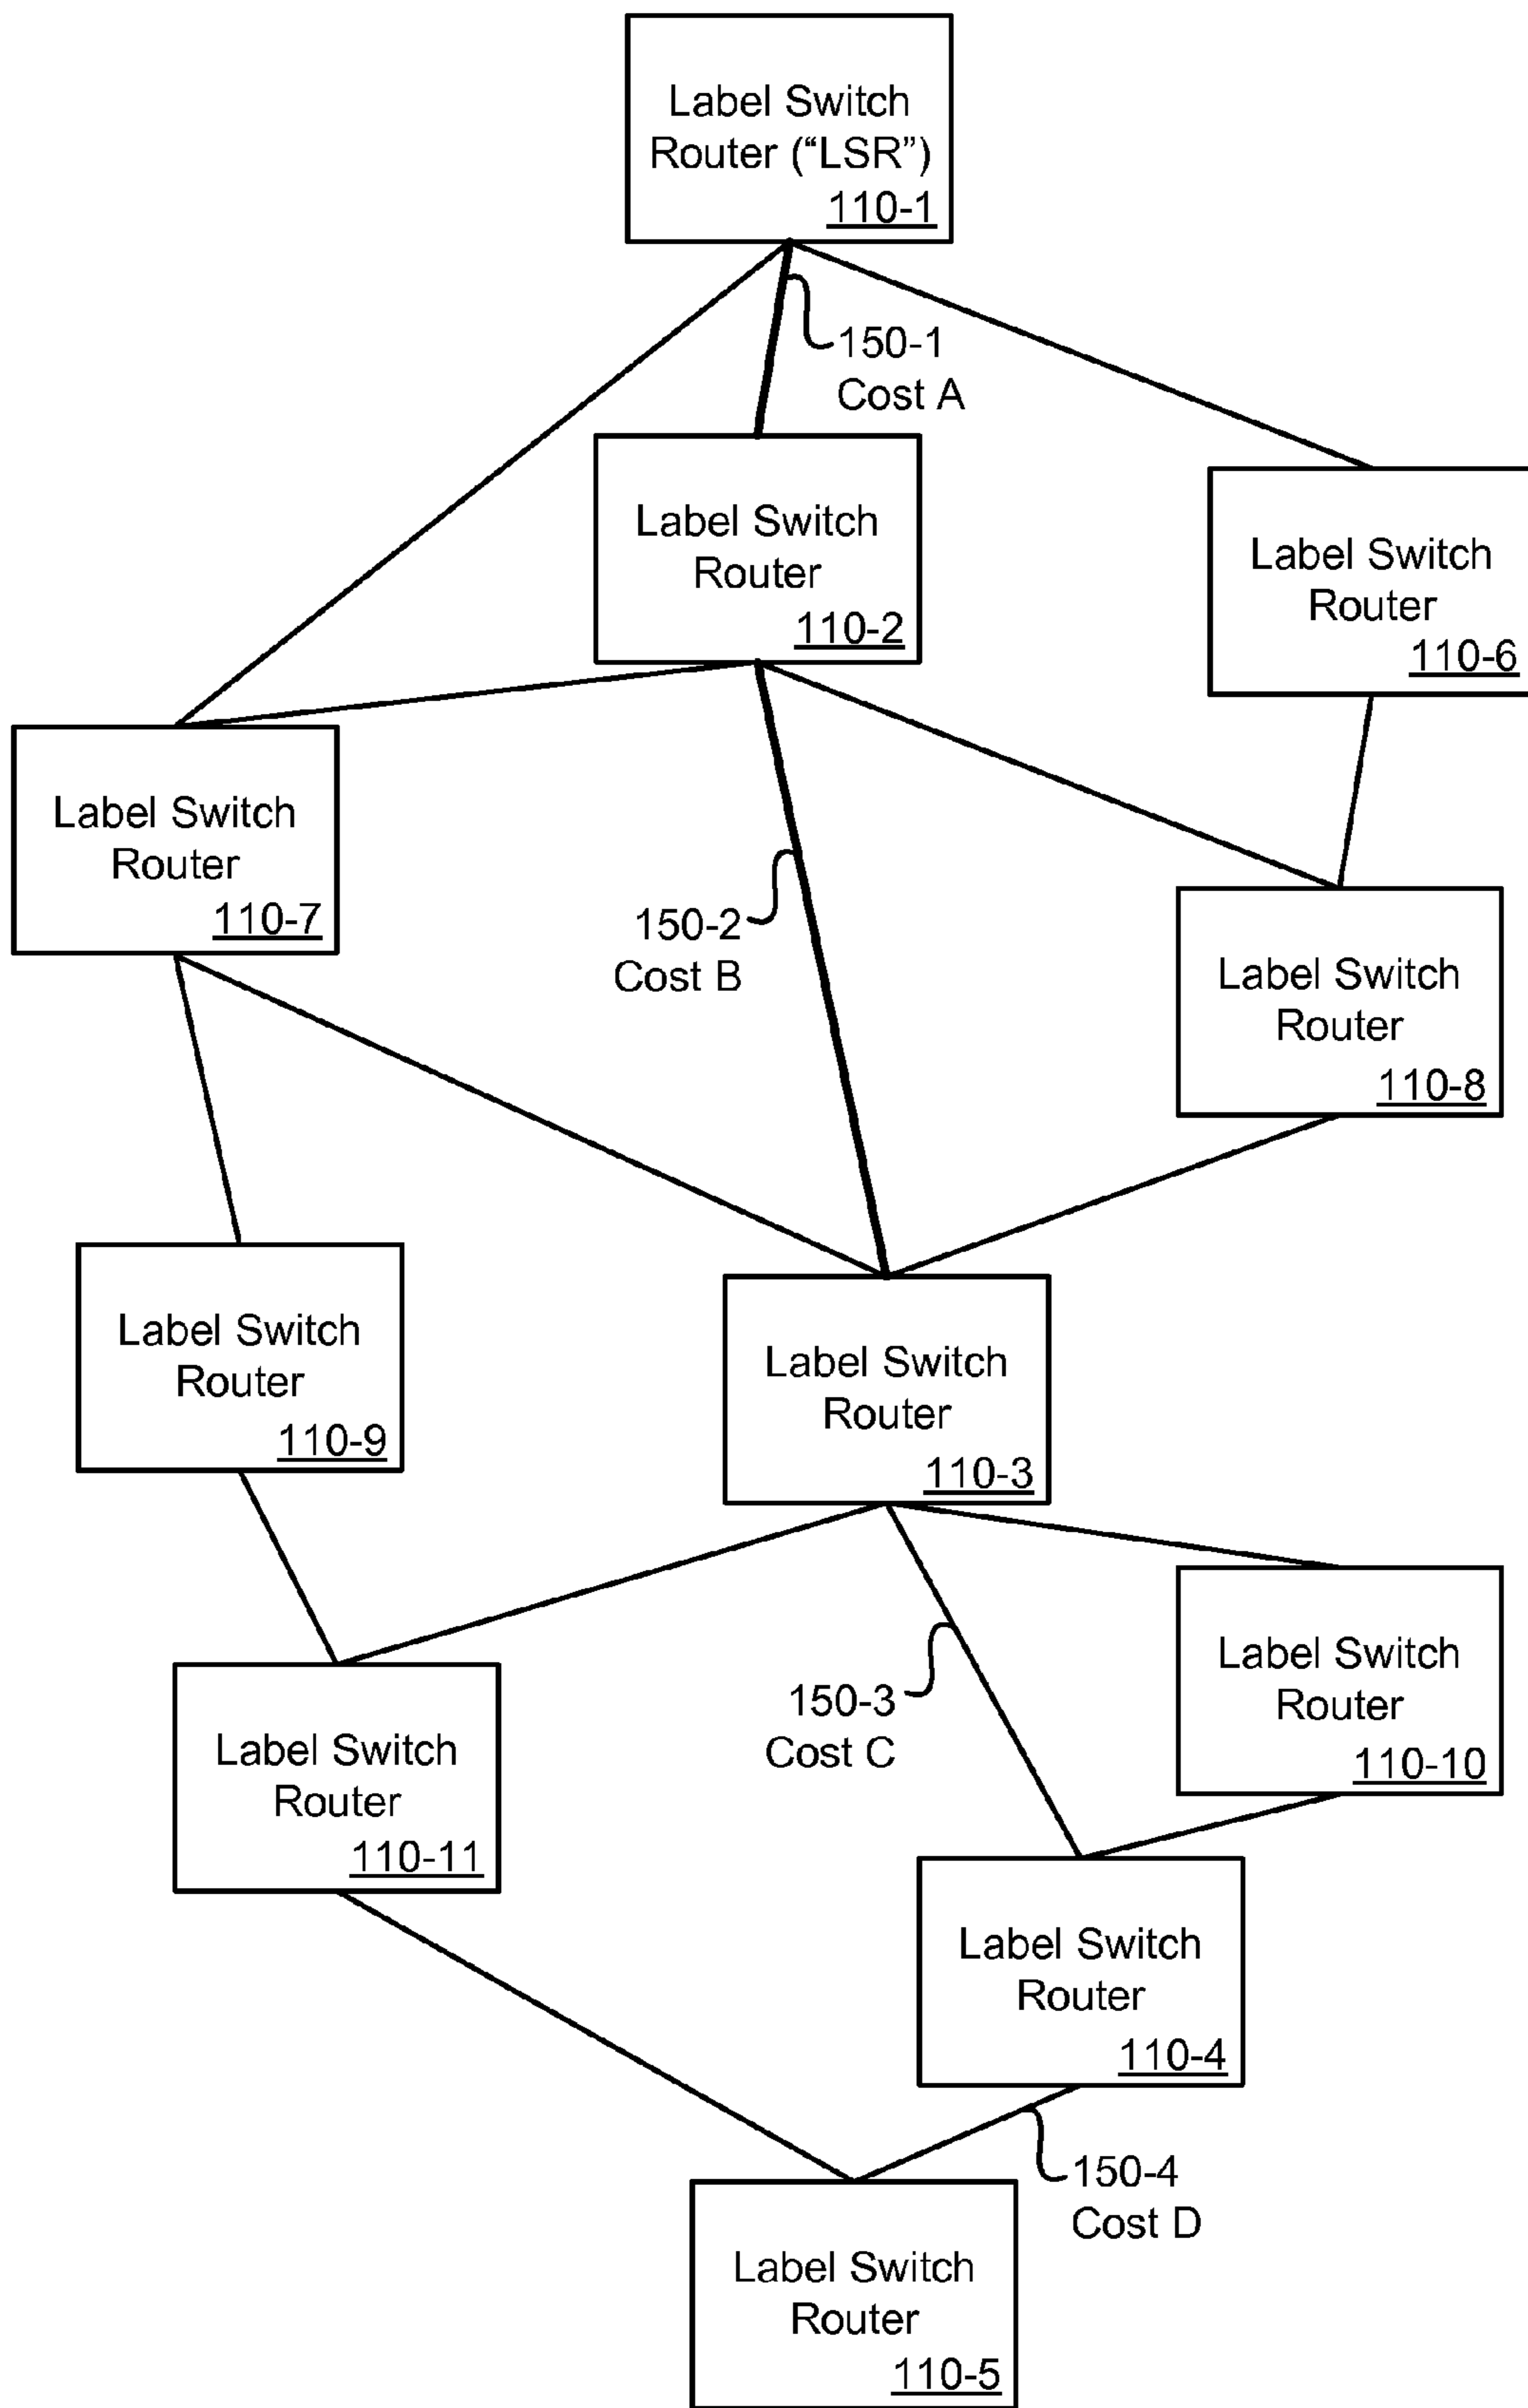 Label Switch
Router (“LSR”)
110-1
150-1
Cost A
Label Switch
Router
110-2
Label Switch
Router
110-6
Label Switch
Router
110-7
150-2
Cost B
Label Switch
Router
110-8
Label Switch
Router
110-9
Label Switch
Router
110-3
150-3
Cost C
Label Switch
Router
110-10
Label Switch
Router
110-11
Label Switch
Router
110-4
150-4
Cost D
Label Switch
Router
110-5